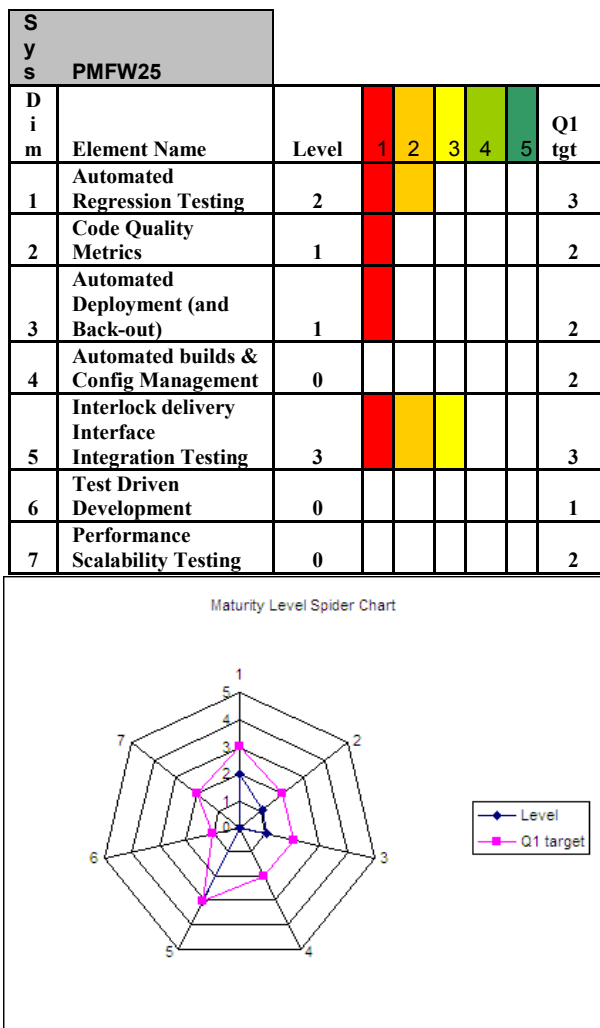 S
y
s PMFW25
D
i
m Element Name Level 1 2 3 4 5 Q1 tgt
Automated
1 Regression Testing 2 3
Code Quality
2 Metrics 1 2
Automated
Deployment (and
3 Back-out) 1 2
Automated builds &
4 Config Management 0 2
Interlock delivery
Interface
5 Integration Testing 3 3
Test Driven
6 Development 0 1
Performance
7 Scalability Testing 0 2
Maturity Level Spider Chart
1
5
4
3
2
1
0
2
3
4
5
6
7
Level
Q1 target